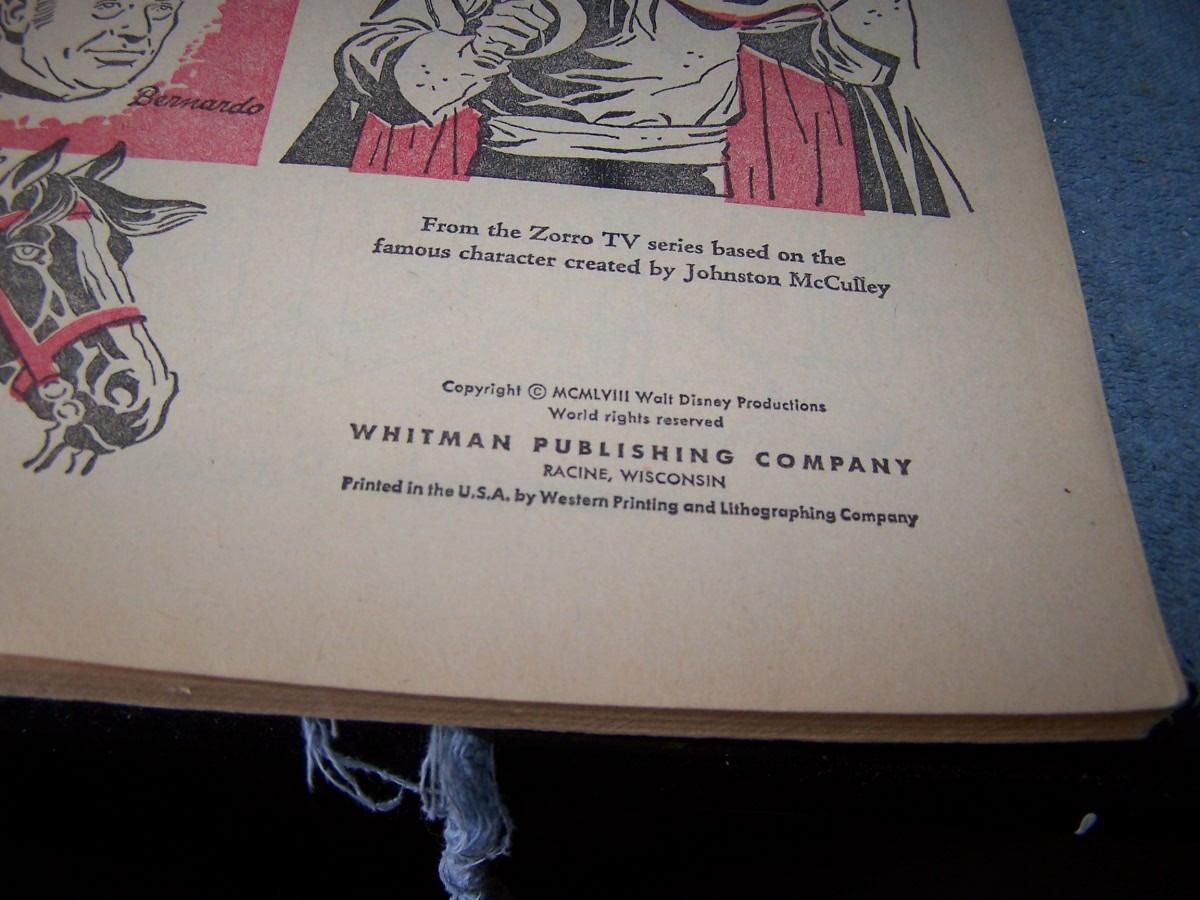 Bernardo
From the Zorro TV series based on the
famous character created by Johnston McCulley
Copyright © MCMLVIII Walt Disney Productions
World rights reserved
WHITMAN PUBLISHING COMPANY
RACINE, WISCONSIN
Printed in the U.S.A. by Western Printing and Lithographing Company